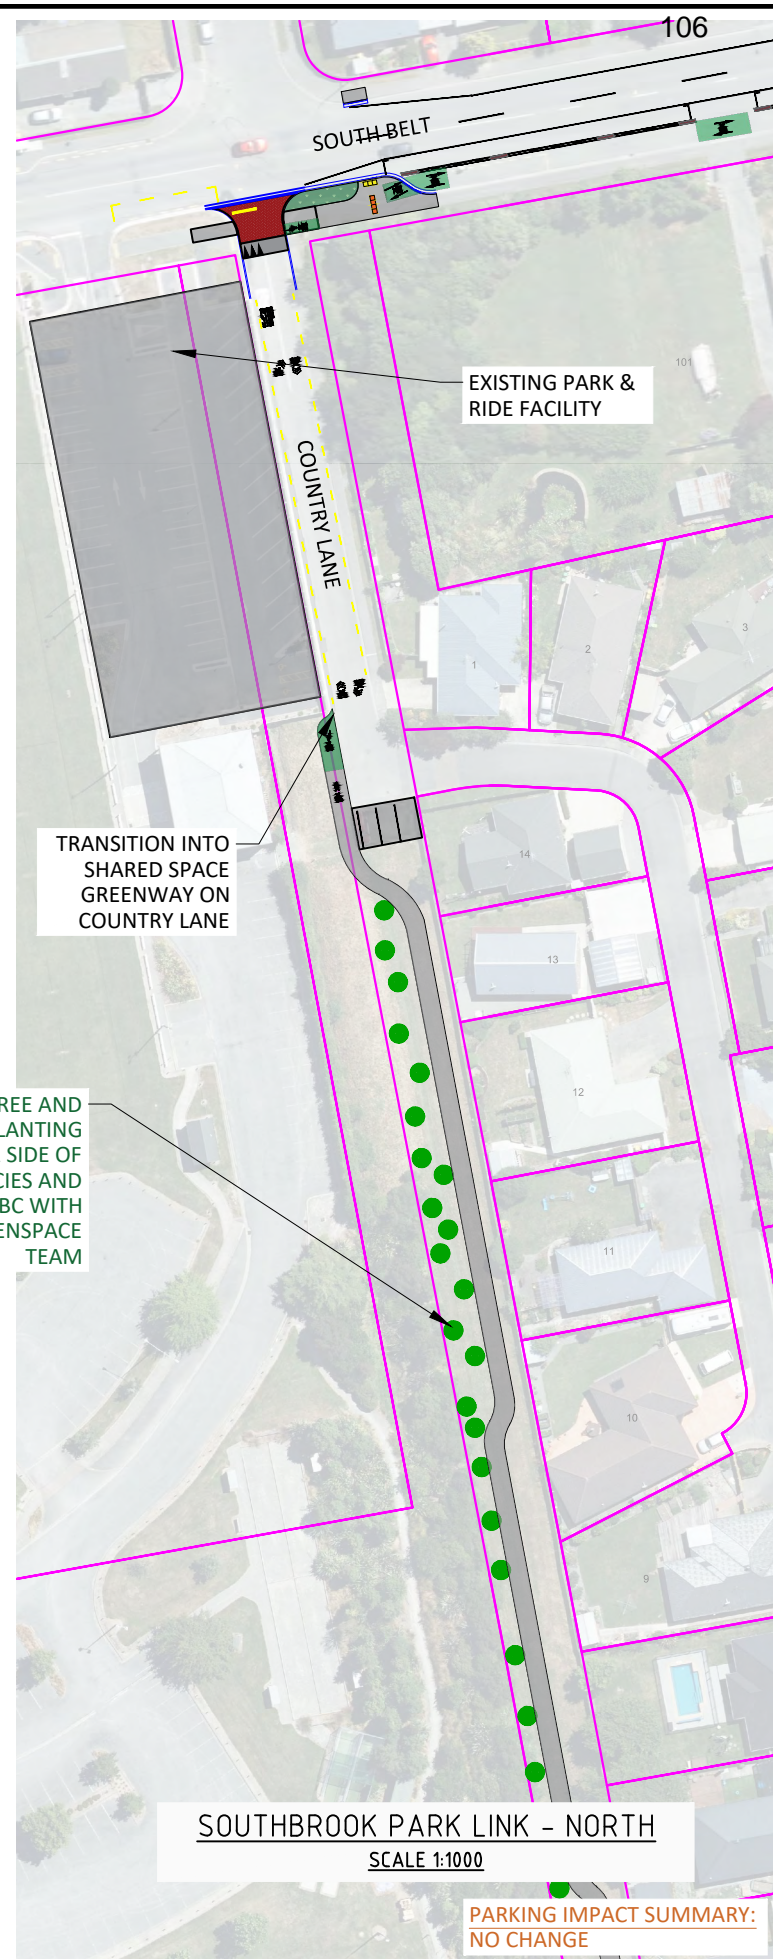 106
SOUTH BELT
101
EXISTING PARK &
RIDE FACILITY
COUNTRY LANE
1
2
3
TRANSITION INTO
SHARED SPACE
GREENWAY ON
COUNTRY LANE
14
13
12
REE AND
LANTING
SIDE OF
CIES AND
BC WITH
ENSPACE
TEAM
11
10
9
SOUTHBROOK PARK LINK - NORTH
SCALE 1:1000
PARKING IMPACT SUMMARY:
NO CHANGE